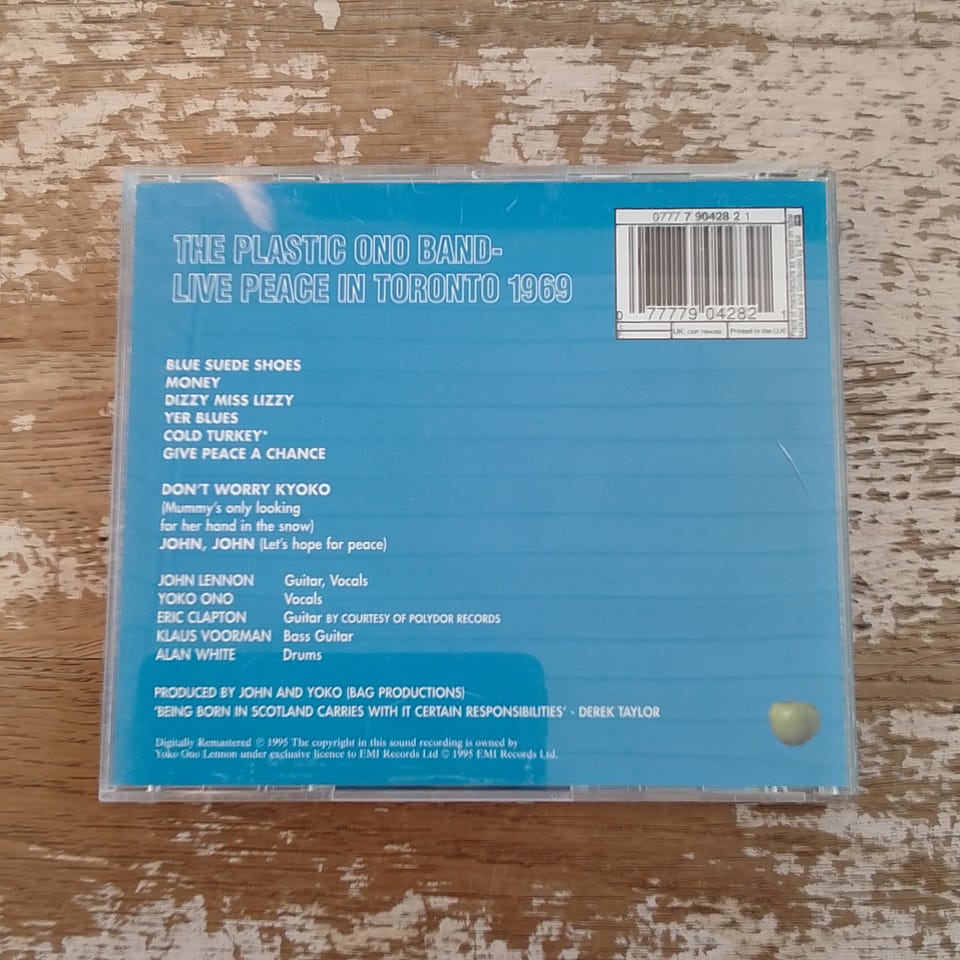 THE PLASTIC ONO BAND-
LIVE PEACE IN TORONTO 1969
0777 7 90428 2 1
0 77779 04282 1
UK: CDP 7904282
Printed in the U.K.
BLUE SUEDE SHOES
MONEY
DIZZY MISS LIZZY
YER BLUES
COLD TURKEY*
GIVE PEACE A CHANCE
DON'T WORRY KYOKO
(Mummy's only looking
for her hand in the snow)
JOHN, JOHN (Let's hope for peace)
JOHN LENNON Guitar, Vocals
YOKO ONO Vocals
ERIC CLAPTON Guitar BY COURTESY OF POLYDOR RECORDS
KLAUS VOORMAN Bass Guitar
ALAN WHITE Drums
PRODUCED BY JOHN AND YOKO (BAG PRODUCTIONS)
'BEING BORN IN SCOTLAND CARRIES WITH IT CERTAIN RESPONSIBILITIES' - DEREK TAYLOR
Digitally Remastered ℗ 1995 The copyright in this sound recording is owned by
Yoko Ono Lennon under exclusive licence to EMI Records Ltd © 1995 EMI Records Ltd.